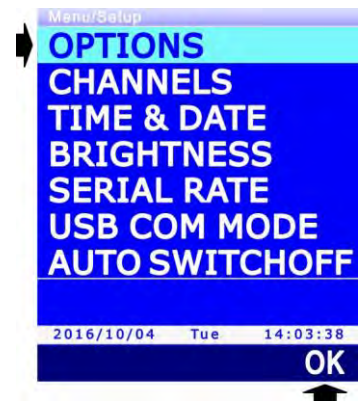 Menu/Setup
OPTIONS
CHANNELS
TIME & DATE
BRIGHTNESS
SERIAL RATE
USB COM MODE
AUTO SWITCHOFF
2016/10/04 Tue 14:03:38
OK